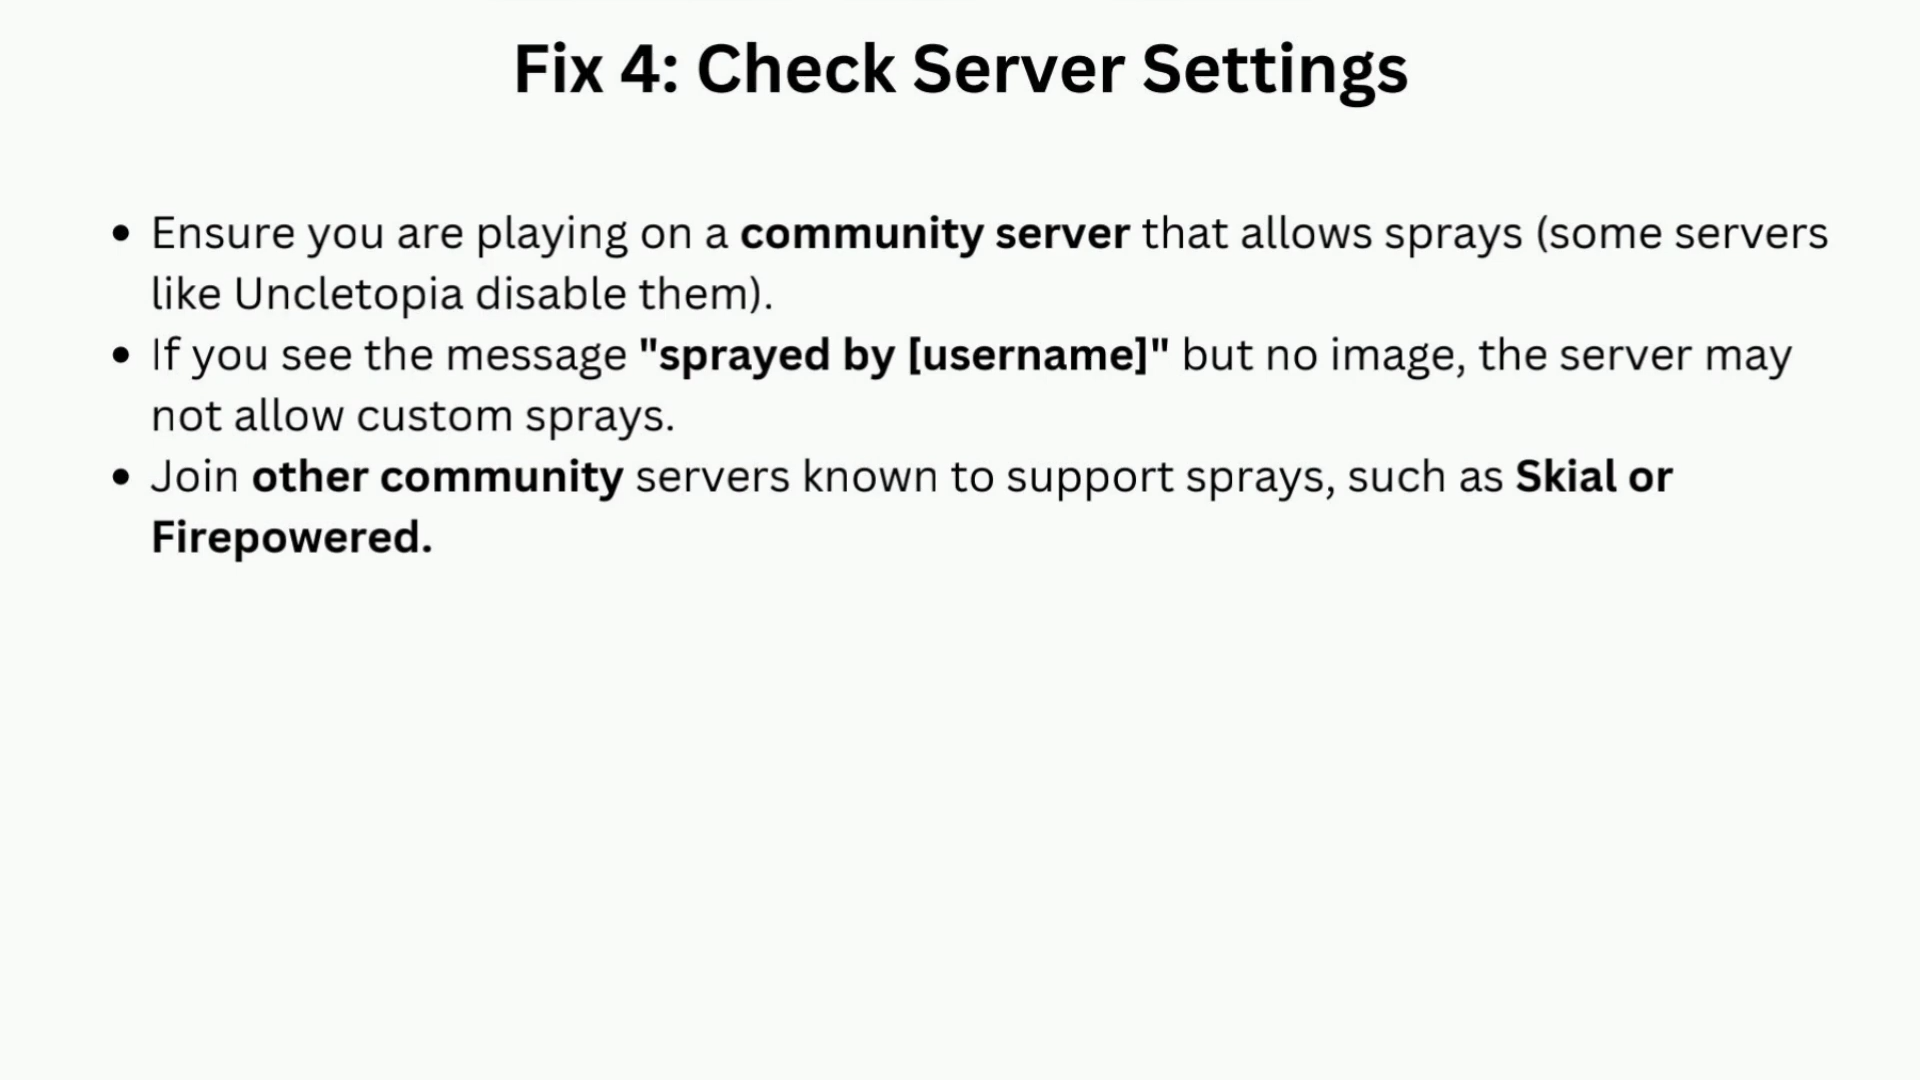 Fix 4: Check Server Settings
• Ensure you are playing on a community server that allows sprays (some servers
like Uncletopia disable them).
• If you see the message "sprayed by [username]" but no image, the server may
not allow custom sprays.
• Join other community servers known to support sprays, such as Skial or
Firepowered.